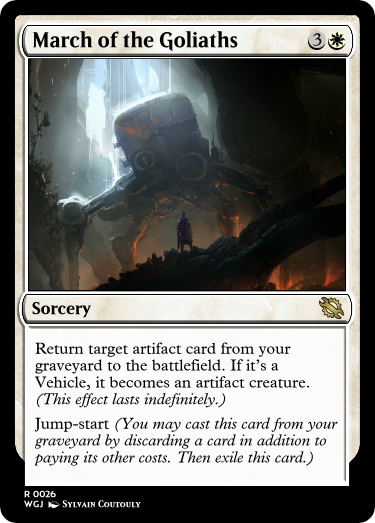 March of the Goliaths 3
Sorcery
Return target artifact card from your
graveyard to the battlefield. If it's a
Vehicle, it becomes an artifact creature.
(This effect lasts indefinitely.)
Jump-start (You may cast this card from your
graveyard by discarding a card in addition to
paying its other costs. Then exile this card.)
R 0026
WGJ Sylvain Coutouly